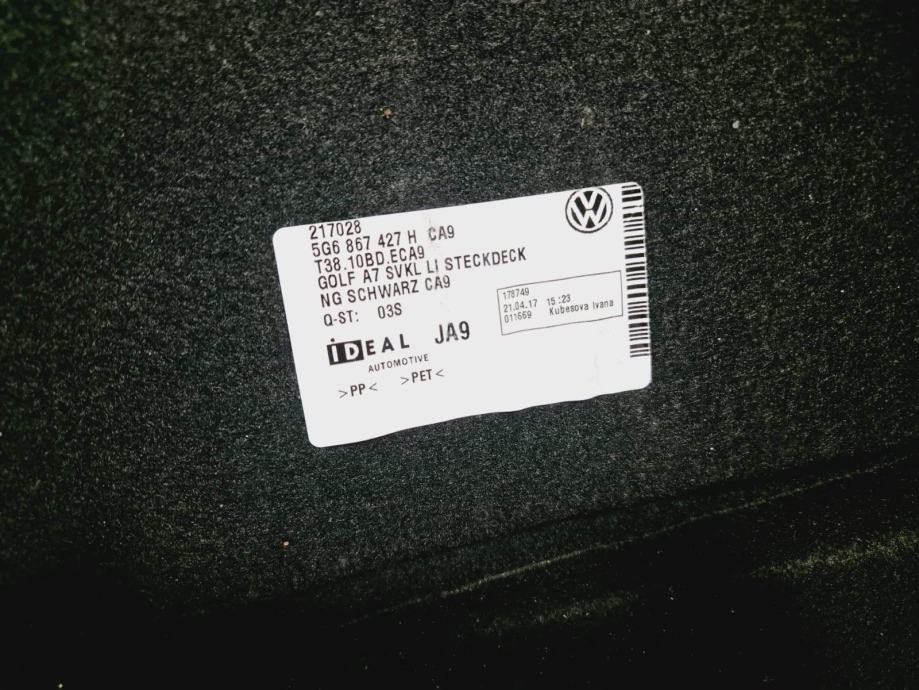 217028
5G6 867 427 H CA9
T38.10BD.ECA9
GOLF A7 SVKL LI STECKDECK
NG SCHWARZ CA9
Q-ST: 03S
178749
21.04.17 15:23
011669 Kubesova Ivana
iDEAL JA9
AUTOMOTIVE
>PP< >PET<
VW